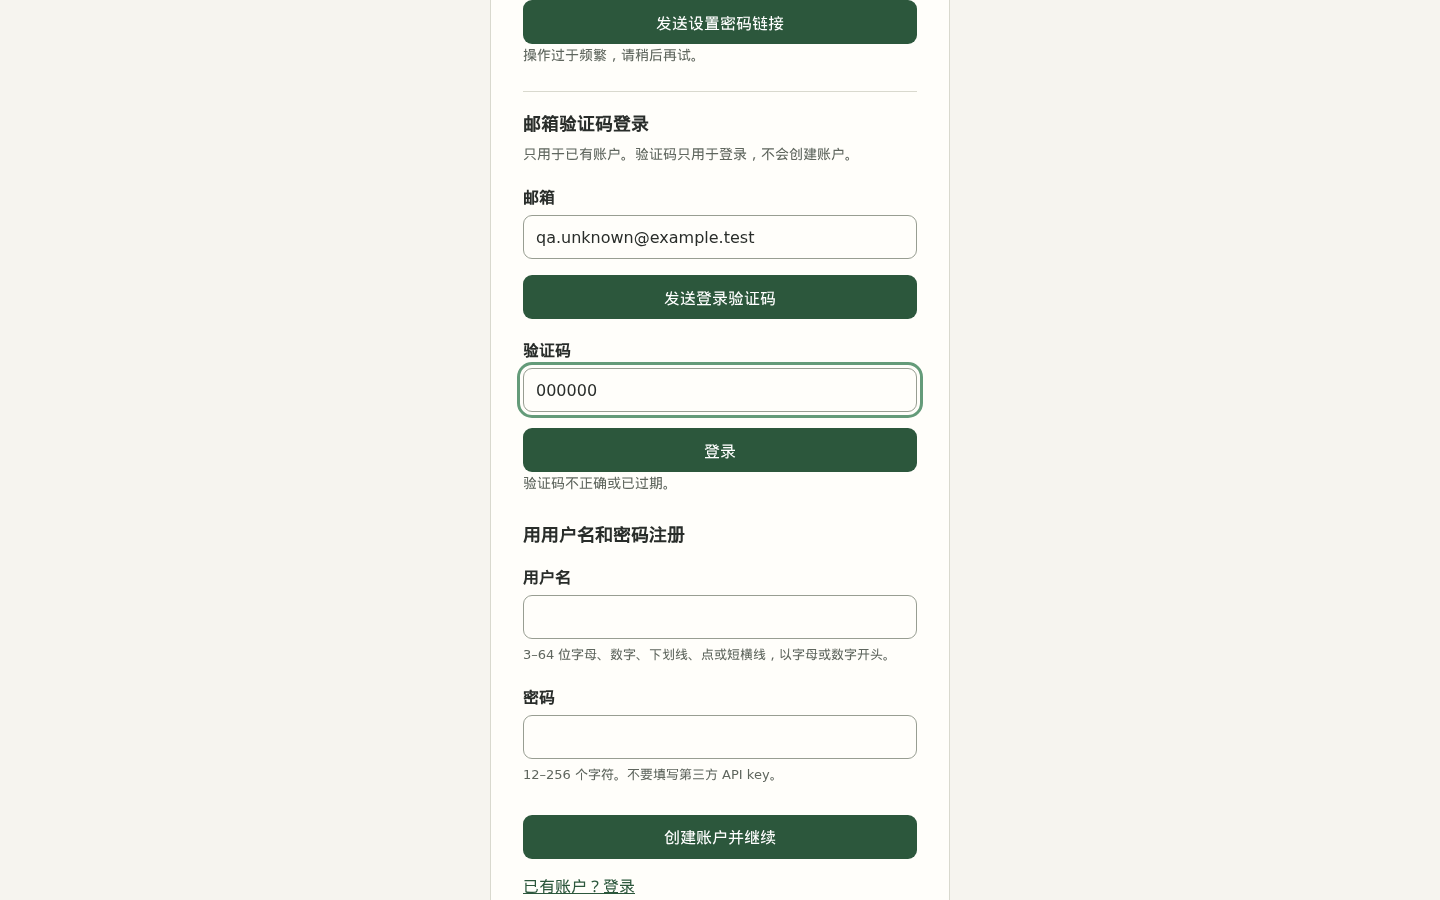 发送设置密码链接
操作过于频繁，请稍后再试。
邮箱验证码登录
只用于已有账户。验证码只用于登录，不会创建账户。
邮箱
qa.unknown@example.test
发送登录验证码
验证码
000000
登录
验证码不正确或已过期。
用用户名和密码注册
用户名
3–64 位字母、数字、下划线、点或短横线，以字母或数字开头。
密码
12–256 个字符。不要填写第三方 API key。
创建账户并继续
已有账户？登录